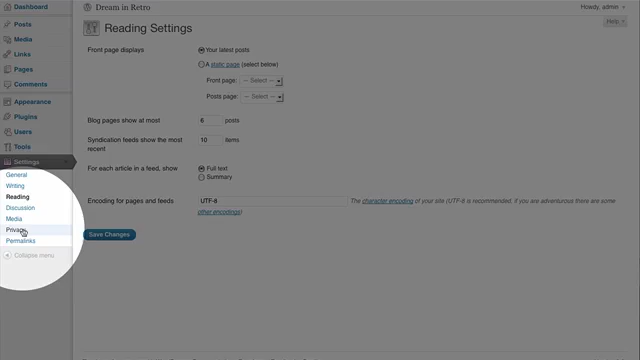 Dashboard
Dream in Retro
Howdy, admin
Help
Reading Settings
Posts
Media
Links
Pages
Comments
Appearance
Plugins
Users
Tools
Settings
General
Writing
Reading
Discussion
Media
Privacy
Permalinks
Collapse menu
Front page displays
Your latest posts
A static page (select below)
Front page: — Select —
Posts page: — Select —
Blog pages show at most 6 posts
Syndication feeds show the most 10 items
recent
For each article in a feed, show
Full text
Summary
Encoding for pages and feeds UTF-8 The character encoding of your site (UTF-8 is recommended, if you are adventurous there are some
other encodings)
Save Changes